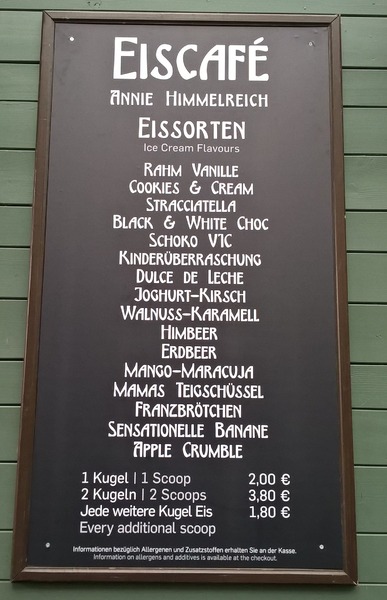 Eiscafé
Annie Himmelreich
Eissorten
Ice Cream Flavours
Rahm Vanille
Cookies & Cream
Stracciatella
Black & White Choc
Schoko VIC
Kinderüberraschung
Dulce de Leche
Joghurt-Kirsch
Walnuss-Karamell
Himbeer
Erdbeer
Mango-Maracuja
Mamas Teigschüssel
Franzbrötchen
Sensationelle Banane
Apple Crumble
1 Kugel | 1 Scoop 2,00 €
2 Kugeln | 2 Scoops 3,80 €
Jede weitere Kugel Eis 1,80 €
Every additional scoop
Informationen bezüglich Allergenen und Zusatzstoffen erhalten Sie an der Kasse.
Information on allergens and additives is available at the checkout.